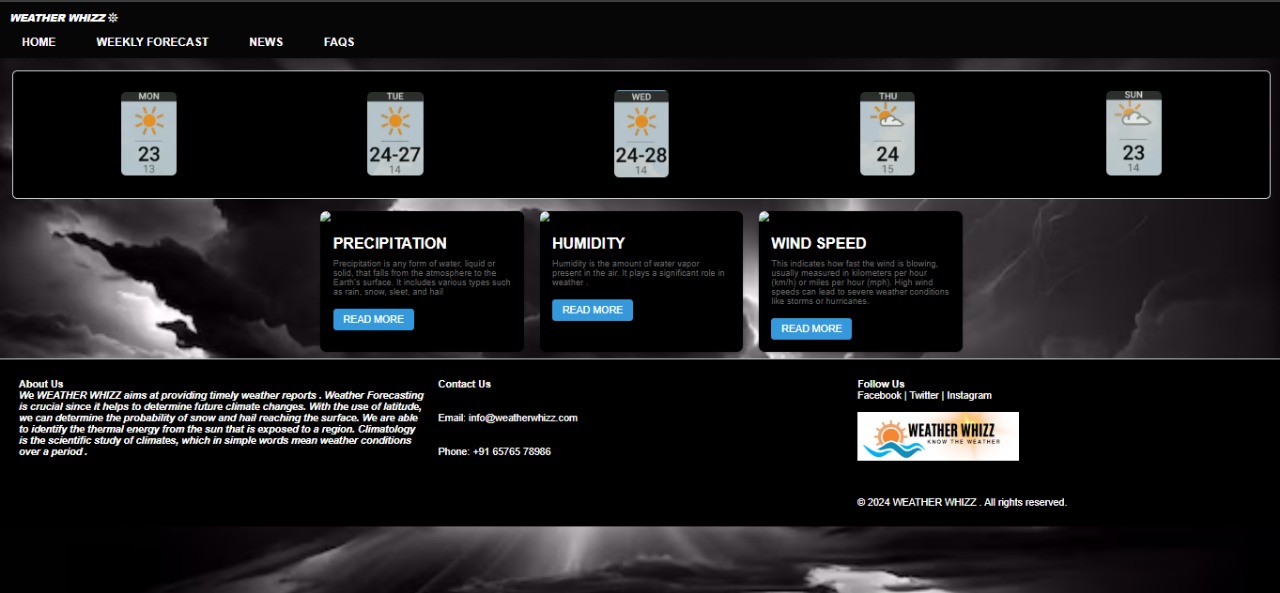 WEATHER WHIZZ
HOME WEEKLY FORECAST NEWS FAQS
MON TUE WED THU SUN
23 24-27 24-28 24 23
13 14 14 15 14
PRECIPITATION
Precipitation is any form of water, liquid or
solid, that falls from the atmosphere to the
Earth's surface. It includes various types such
as rain, snow, sleet, and hail
READ MORE
HUMIDITY
Humidity is the amount of water vapor
present in the air. It plays a significant role in
weather .
READ MORE
WIND SPEED
This indicates how fast the wind is blowing,
usually measured in kilometers per hour
(km/h) or miles per hour (mph). High wind
speeds can lead to severe weather conditions
like storms or hurricanes.
READ MORE
About Us
We WEATHER WHIZZ aims at providing timely weather reports . Weather Forecasting
is crucial since it helps to determine future climate changes. With the use of latitude,
we can determine the probability of snow and hail reaching the surface. We are able
to identify the thermal energy from the sun that is exposed to a region. Climatology
is the scientific study of climates, which in simple words mean weather conditions
over a period .
Contact Us
Email: info@weatherwhizz.com
Phone: +91 65765 78986
Follow Us
Facebook | Twitter | Instagram
WEATHER WHIZZ
KNOW THE WEATHER
© 2024 WEATHER WHIZZ . All rights reserved.